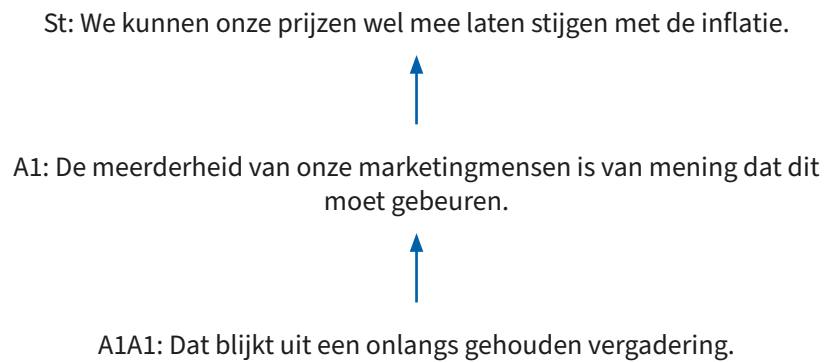 St: We kunnen onze prijzen wel mee laten stijgen met de inflatie.
A1: De meerderheid van onze marketingmensen is van mening dat dit
moet gebeuren.
A1A1: Dat blijkt uit een onlangs gehouden vergadering.